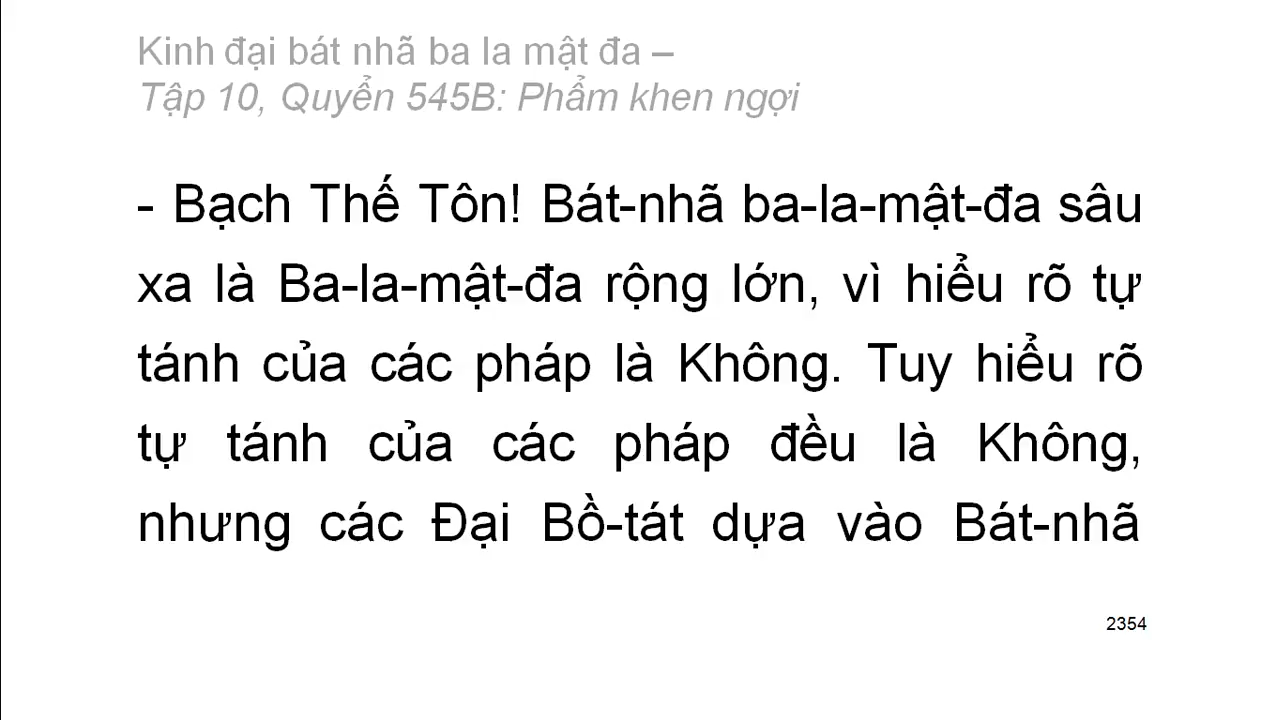 Kinh đại bát nhã ba la mật đa –
Tập 10, Quyển 545B: Phẩm khen ngợi
- Bạch Thế Tôn! Bát-nhã ba-la-mật-đa sâu
xa là Ba-la-mật-đa rộng lớn, vì hiểu rõ tự
tánh của các pháp là Không. Tuy hiểu rõ
tự tánh của các pháp đều là Không,
nhưng các Đại Bồ-tát dựa vào Bát-nhã
2354